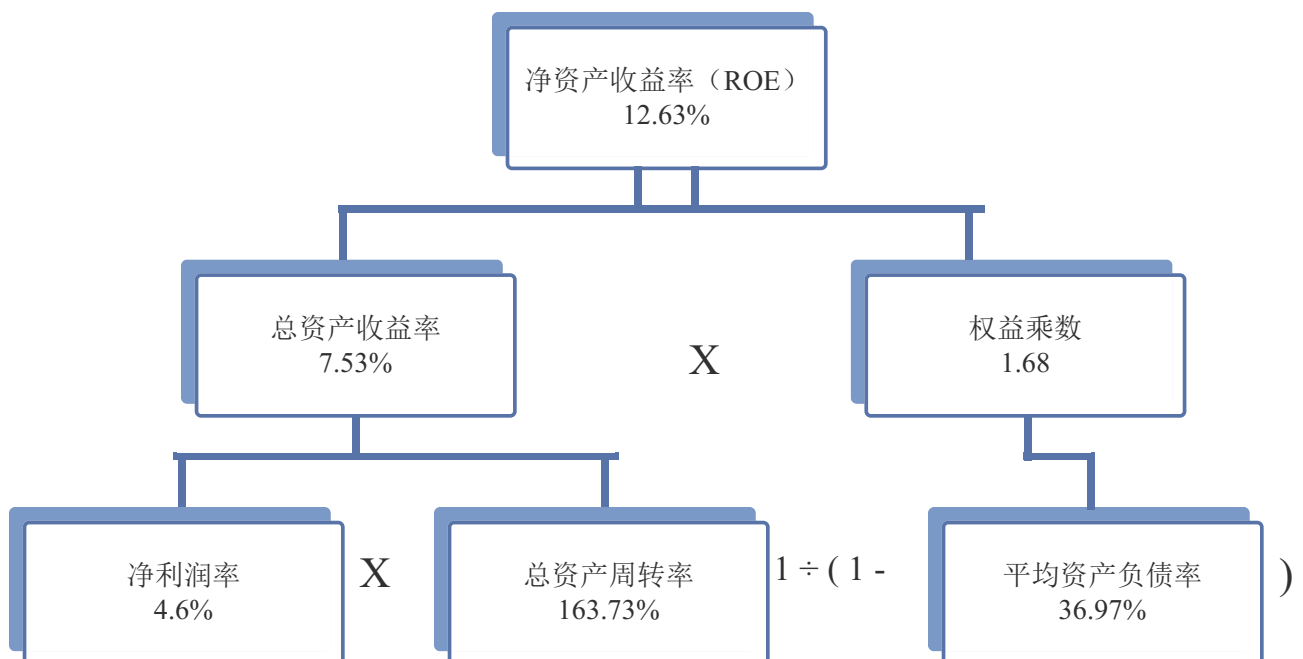 净资产收益率（ROE）
12.63%
总资产收益率
7.53%
X
权益乘数
1.68
净利润率
4.6%
X
总资产周转率
163.73%
1 ÷ ( 1 -
平均资产负债率
36.97%
)